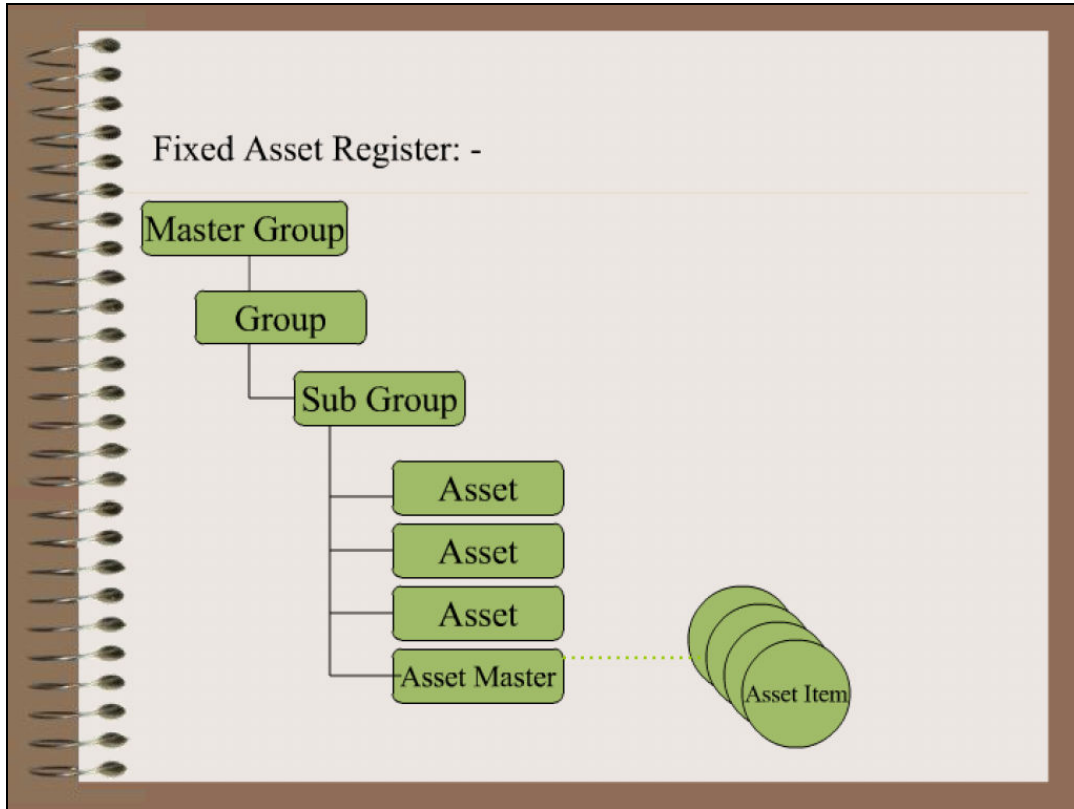 Fixed Asset Register: -
Master Group
Group
Sub Group
Asset
Asset
Asset
Asset Master
Asset Item